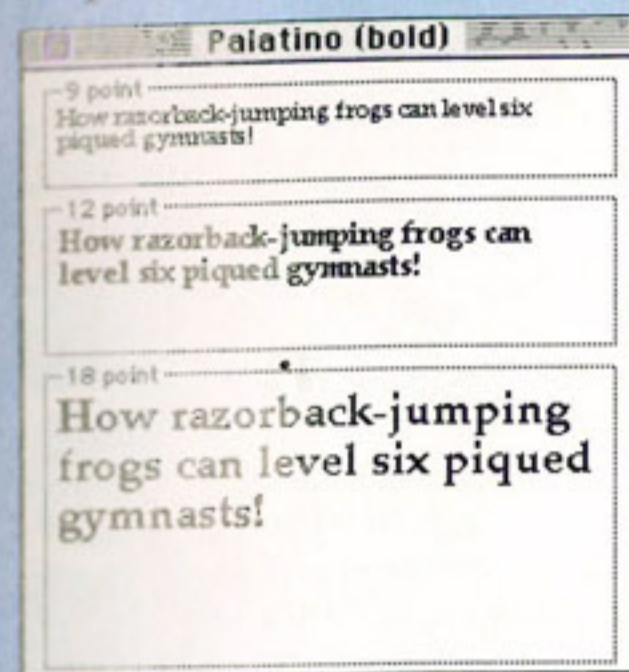 Palatino (bold)
9 point
How razorback-jumping frogs can level six
piqued gymnasts!
12 point
How razorback-jumping frogs can
level six piqued gymnasts!
18 point
How razorback-jumping
frogs can level six piqued
gymnasts!